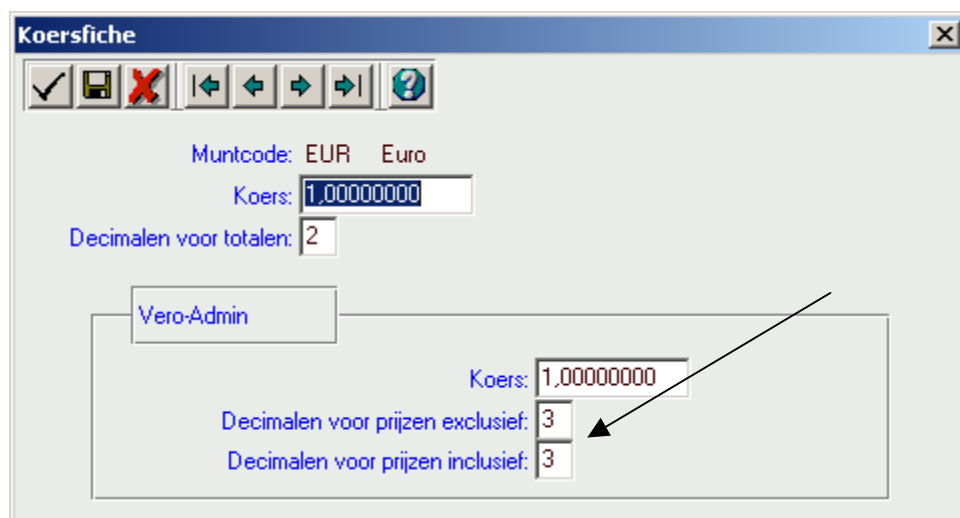 Koersfiche
Muntcode: EUR Euro
Koers: 1,00000000
Decimalen voor totalen: 2
Vero-Admin
Koers: 1,00000000
Decimalen voor prijzen exclusief: 3
Decimalen voor prijzen inclusief: 3